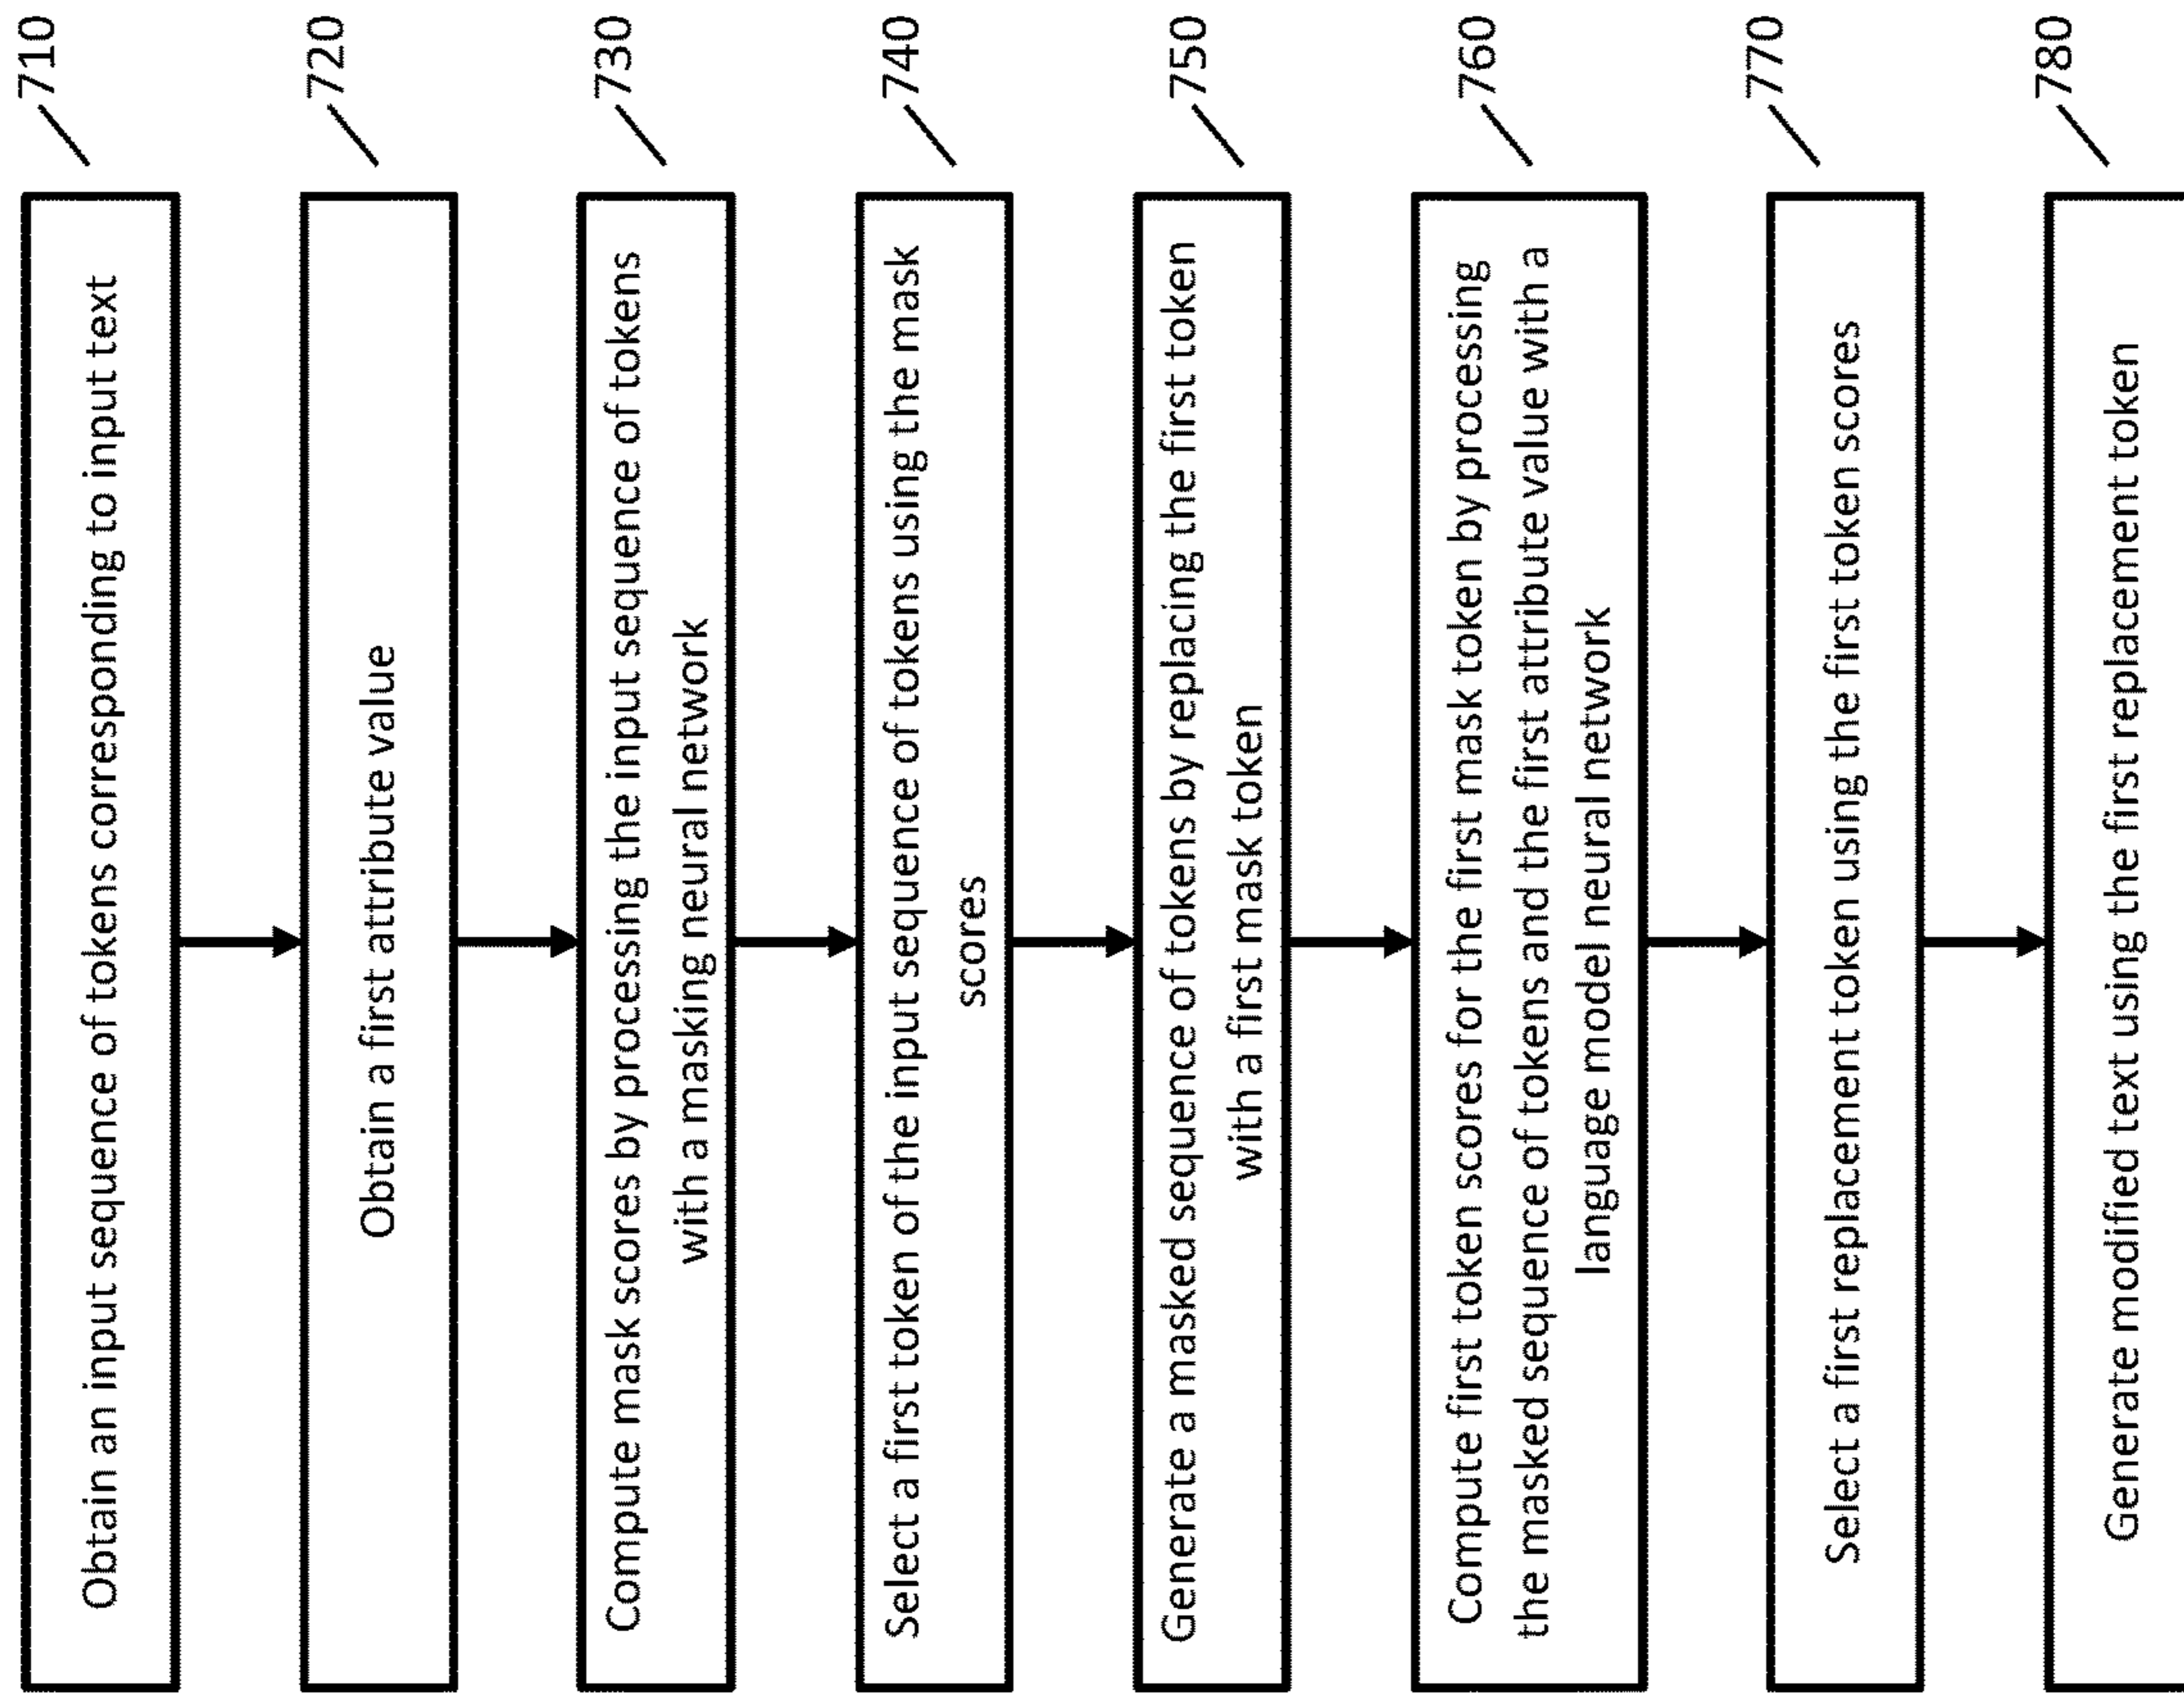 710
Obtain an input sequence of tokens corresponding to input text
720
Obtain a first attribute value
730
Compute mask scores by processing the input sequence of tokens
with a masking neural network
740
Select a first token of the input sequence of tokens using the mask
scores
750
Generate a masked sequence of tokens by replacing the first token
with a first mask token
760
Compute first token scores for the first mask token by processing
the masked sequence of tokens and the first attribute value with a
language model neural network
770
Select a first replacement token using the first token scores
780
Generate modified text using the first replacement token